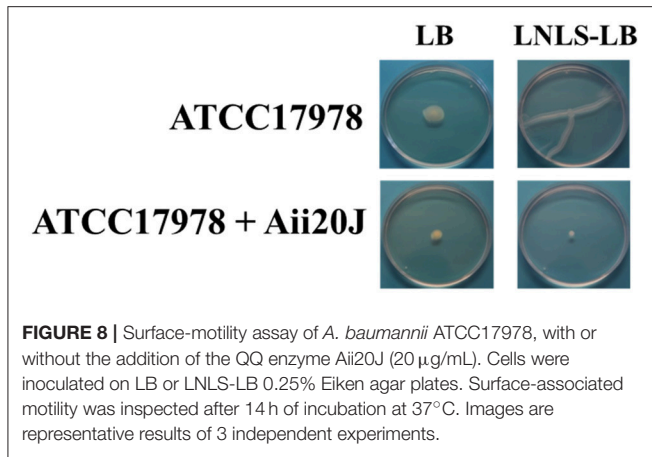 LB LNLS-LB
ATCC17978
ATCC17978 + Aii20J
FIGURE 8 | Surface-motility assay of A. baumannii ATCC17978, with or
without the addition of the QQ enzyme Aii20J (20 μg/mL). Cells were
inoculated on LB or LNLS-LB 0.25% Eiken agar plates. Surface-associated
motility was inspected after 14 h of incubation at 37°C. Images are
representative results of 3 independent experiments.